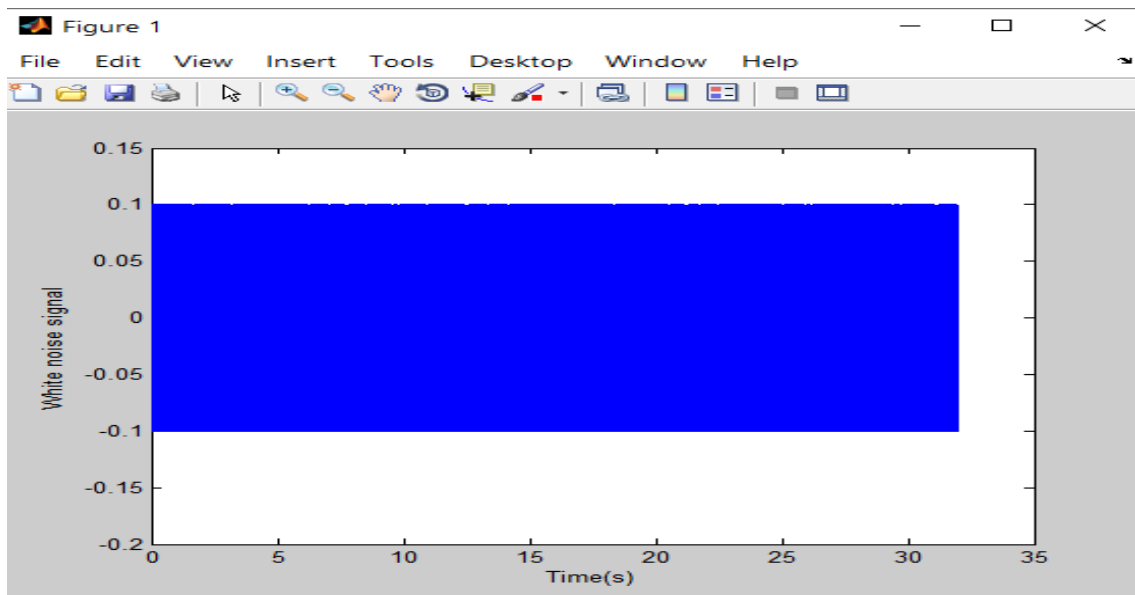 Figure 1
File Edit View Insert Tools Desktop Window Help
0.15
0.1
0.05
0
-0.05
-0.1
-0.15
-0.2
White noise signal
0 5 10 15 20 25 30 35
Time(s)